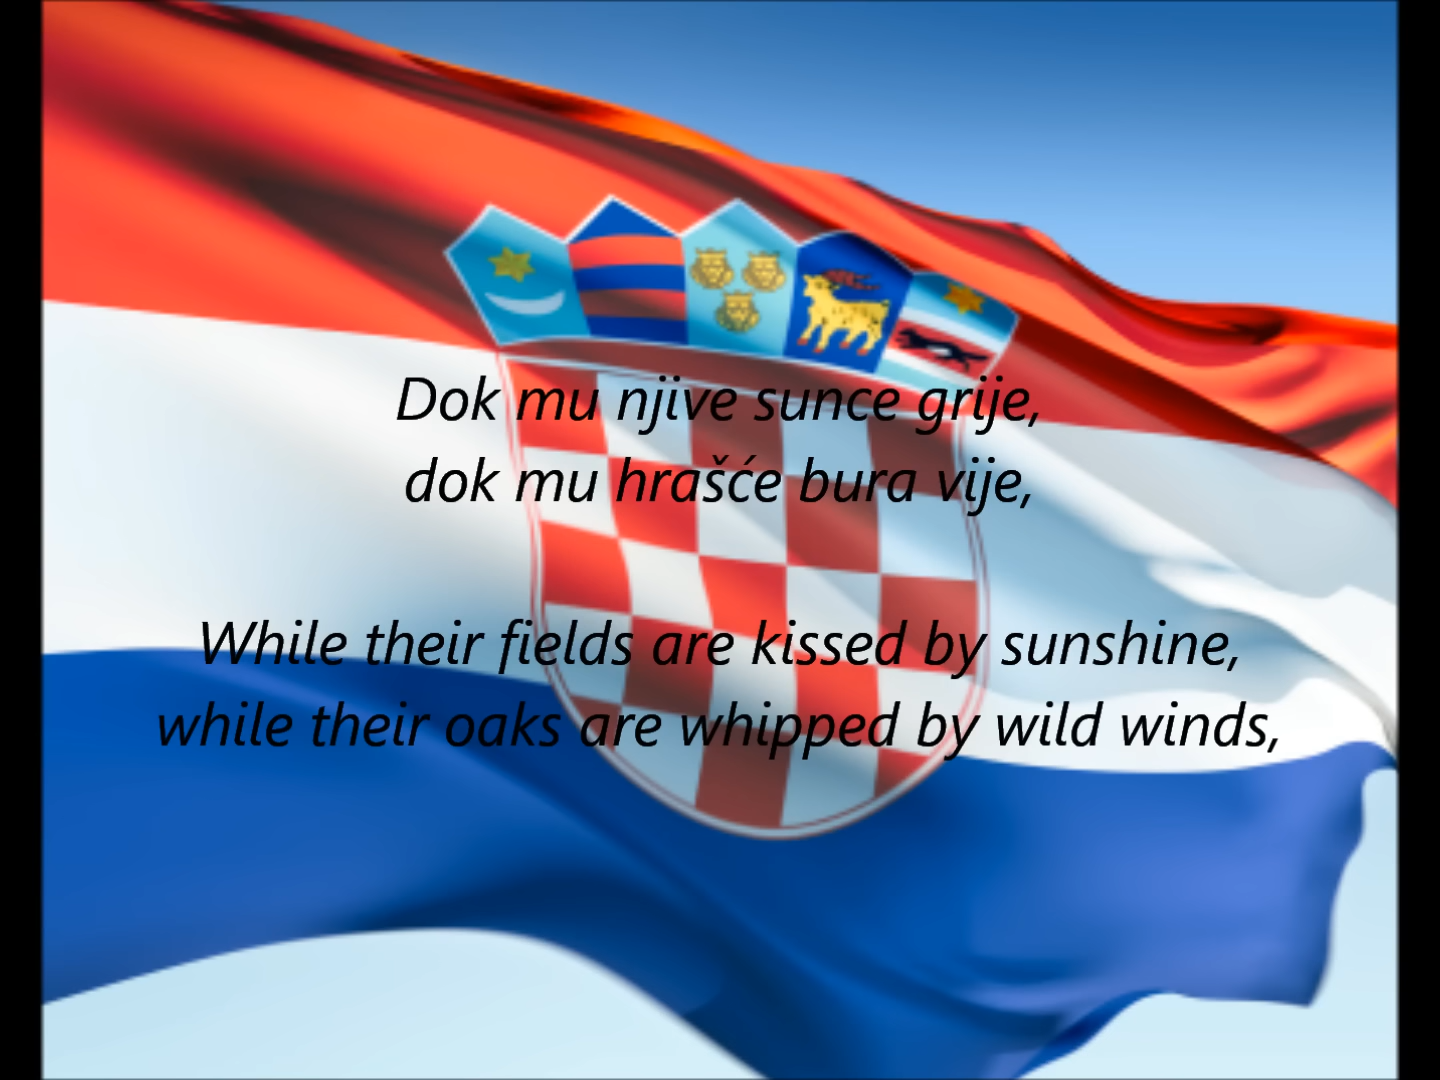 Dok mu njive sunce grije,
dok mu hrašće bura vije,
While their fields are kissed by sunshine,
while their oaks are whipped by wild winds,